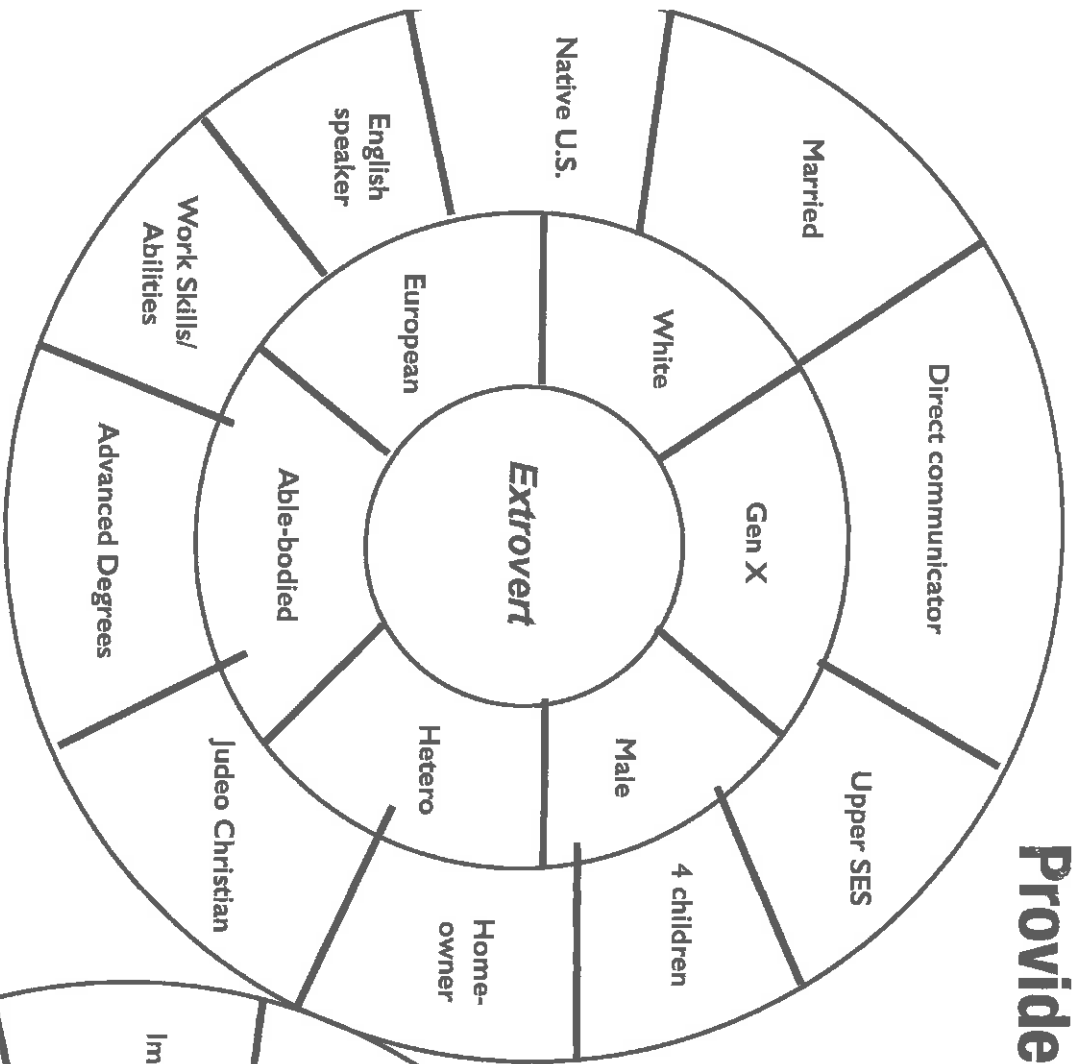 Provide
Direct communicator
Upper SES
Married
Gen X
4 children
White
Male
Native U.S.
Extrovert
Home-
owner
Hetero
European
English
speaker
Able-bodied
Judeo Christian
Work Skills/
Abilities
Im
Advanced Degrees